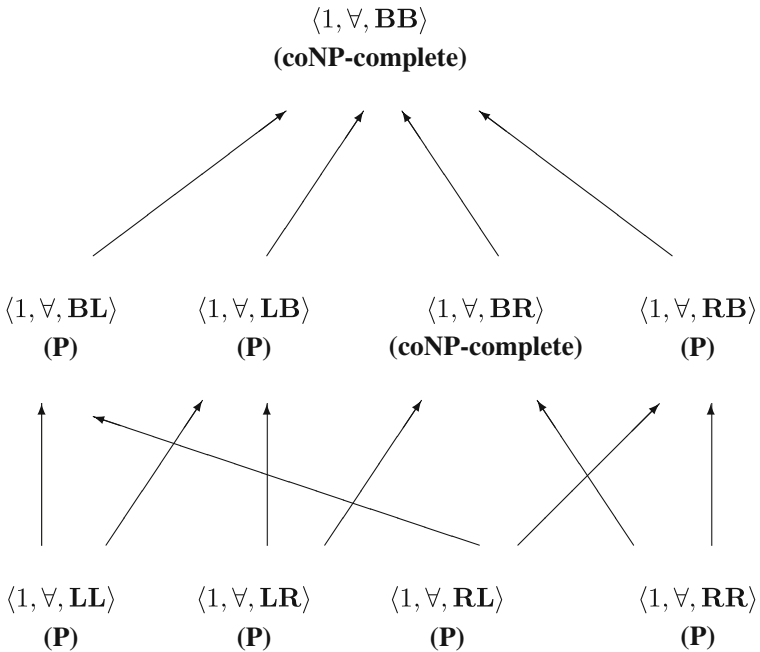 ⟨1, ∀, BB⟩
(coNP-complete)
⟨1, ∀, BL⟩ ⟨1, ∀, LB⟩ ⟨1, ∀, BR⟩ ⟨1, ∀, RB⟩
(P) (P) (coNP-complete) (P)
⟨1, ∀, LL⟩ ⟨1, ∀, LR⟩ ⟨1, ∀, RL⟩ ⟨1, ∀, RR⟩
(P) (P) (P) (P)